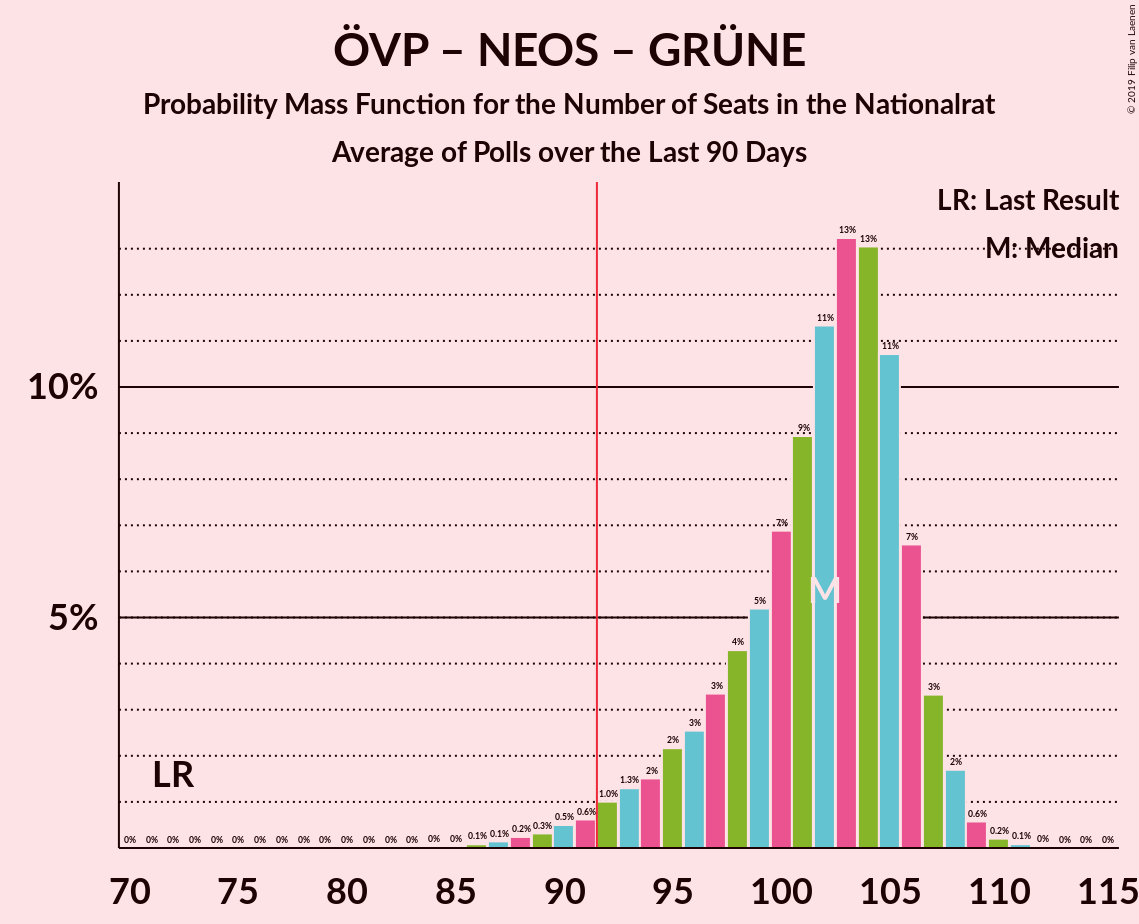 ÖVP – NEOS – GRÜNE
Probability Mass Function for the Number of Seats in the Nationalrat
Average of Polls over the Last 90 Days
© 2019 Filip van Laenen
LR: Last Result
M: Median
10%
5%
LR
M
0% 0% 0% 0% 0% 0% 0% 0% 0% 0% 0% 0% 0% 0% 0% 0% 0.1% 0.1% 0.2% 0.3% 0.5% 0.6% 1.0% 1.3% 2% 2% 3% 3% 4% 5% 7% 9% 11% 13% 13% 11% 7% 3% 2% 0.6% 0.2% 0.1% 0% 0% 0% 0%
70 75 80 85 90 95 100 105 110 115